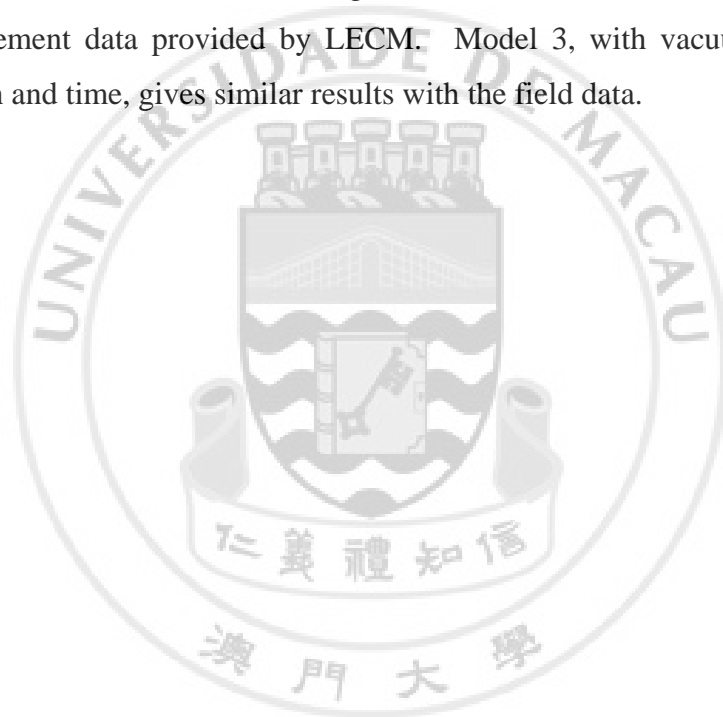 ement data provided by LECM. Model 3, with vacu
and time, gives similar results with the field data.
UNIVERSIDADE DE MACAU
仁義禮知信
澳門大學